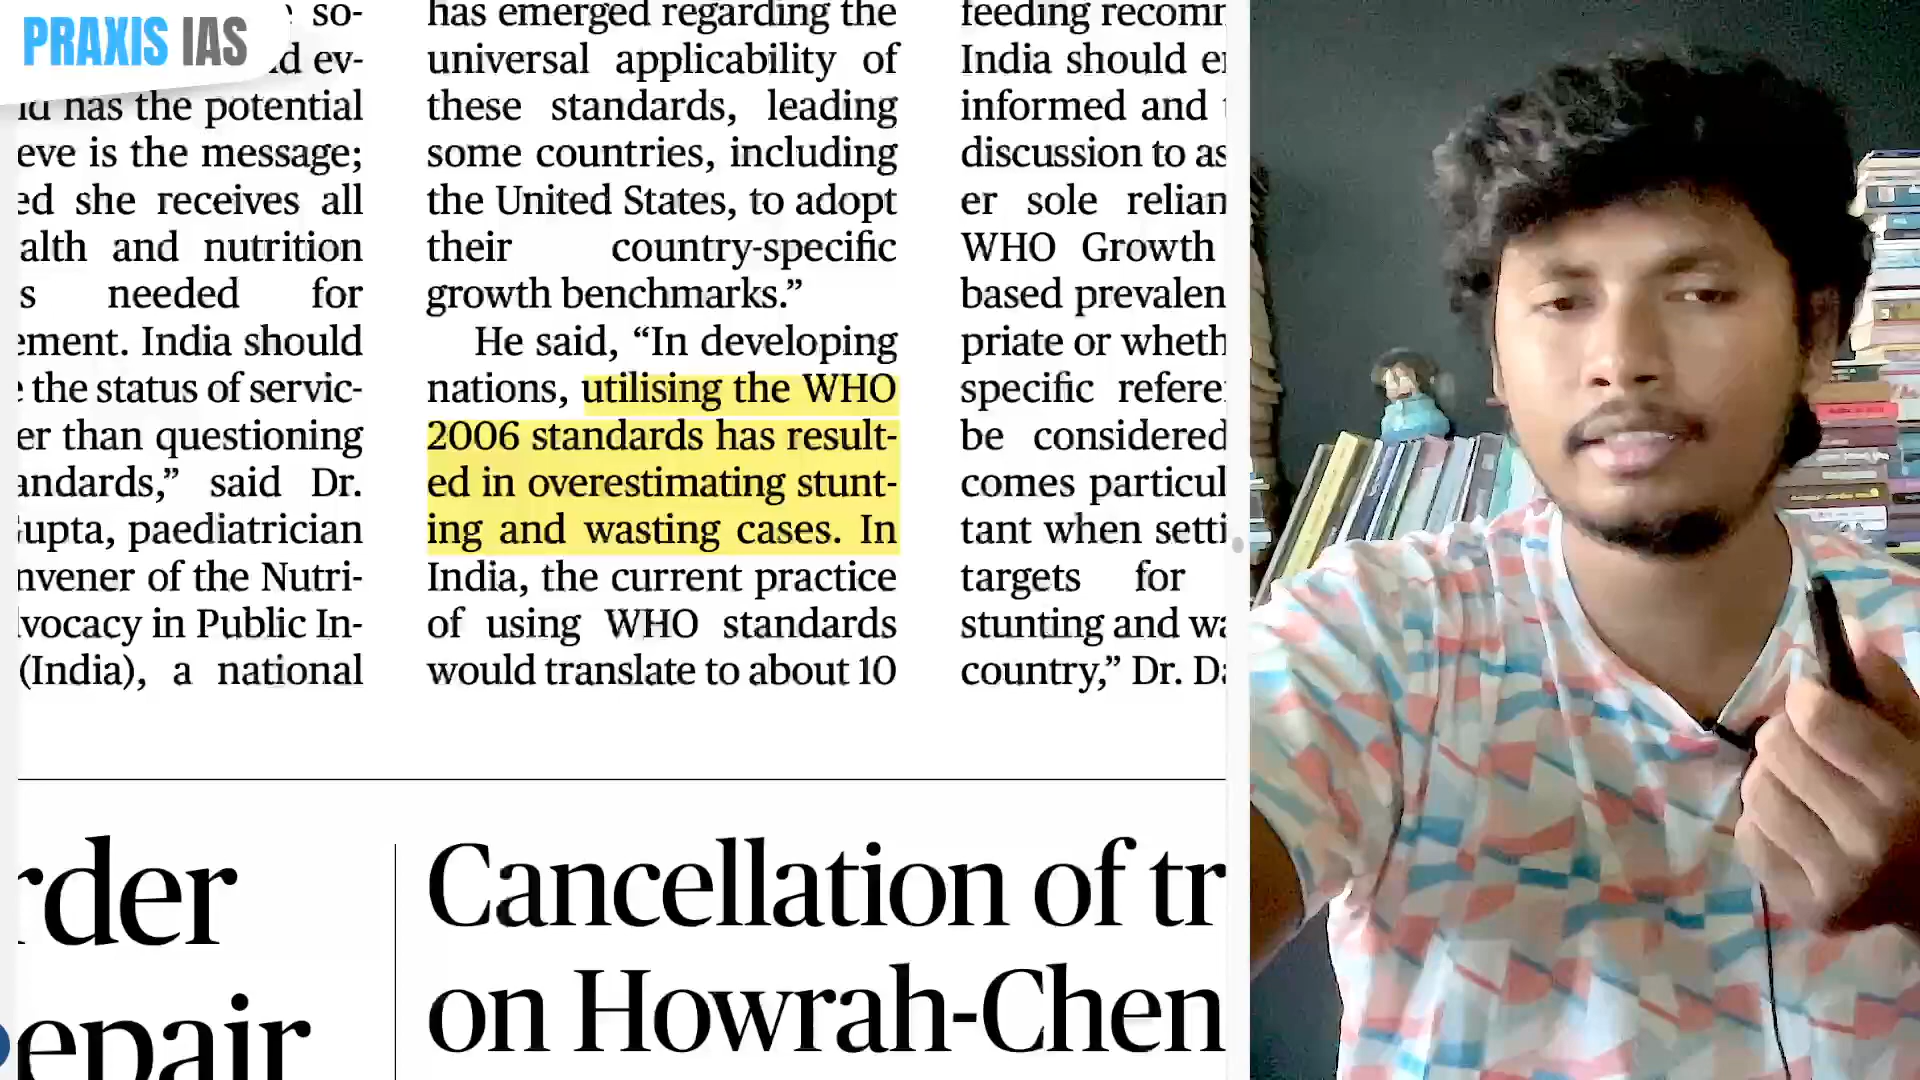 PRAXIS IAS
so-
ev-
has the potential
eve is the message;
ed she receives all
alth and nutrition
s needed for
ement. India should
the status of servic-
er than questioning
andards,” said Dr.
Gupta, paediatrician
nvener of the Nutri-
vocacy in Public In-
(India), a national
has emerged regarding the
universal applicability of
these standards, leading
some countries, including
the United States, to adopt
their country-specific
growth benchmarks.”
He said, “In developing
nations, utilising the WHO
2006 standards has result-
ed in overestimating stunt-
ing and wasting cases. In
India, the current practice
of using WHO standards
would translate to about 10
feeding recom
India should e
informed and
discussion to as
er sole relian
WHO Growth
based prevalen
priate or wheth
specific refere
be considered
comes particul
tant when setti
targets for
stunting and wa
country,” Dr. Da
rder
epair
Cancellation of tr
on Howrah-Chen